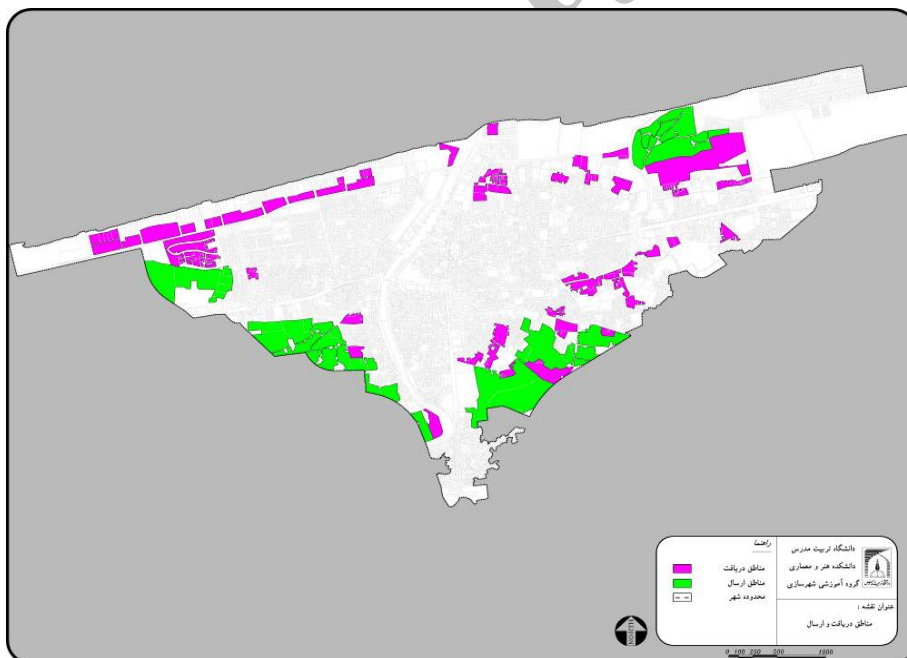 راهنما
مناطق دریافت
مناطق ارسال
محدوده شهر
دانشگاه تربیت مدرس
دانشکده هنر و معماری
گروه آموزشی شهرسازی
عنوان نقشه :
مناطق دریافت و ارسال
0 100 250 500 1000